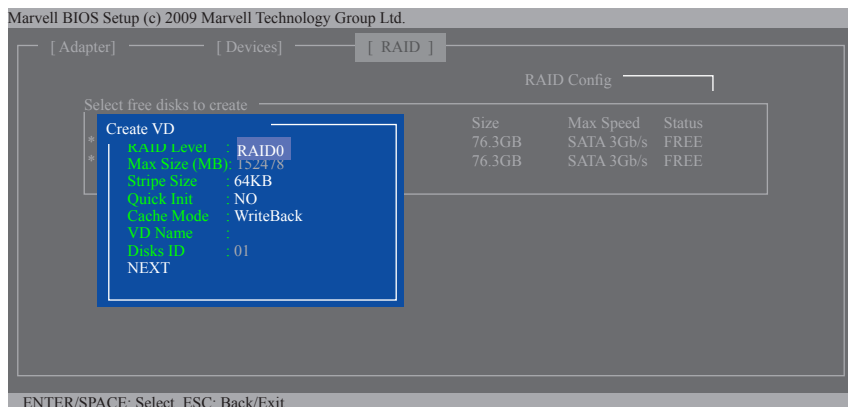 Marvell BIOS Setup (c) 2009 Marvell Technology Group Ltd.
[ Adapter] [ Devices] [ RAID ]
RAID Config
Select free disks to create
Size Max Speed Status
* 76.3GB SATA 3Gb/s FREE
* 76.3GB SATA 3Gb/s FREE
Create VD
RAID Level : RAID0
Max Size (MB): 152478
Stripe Size : 64KB
Quick Init : NO
Cache Mode : WriteBack
VD Name :
Disks ID : 01
NEXT
ENTER/SPACE: Select ESC: Back/Exit